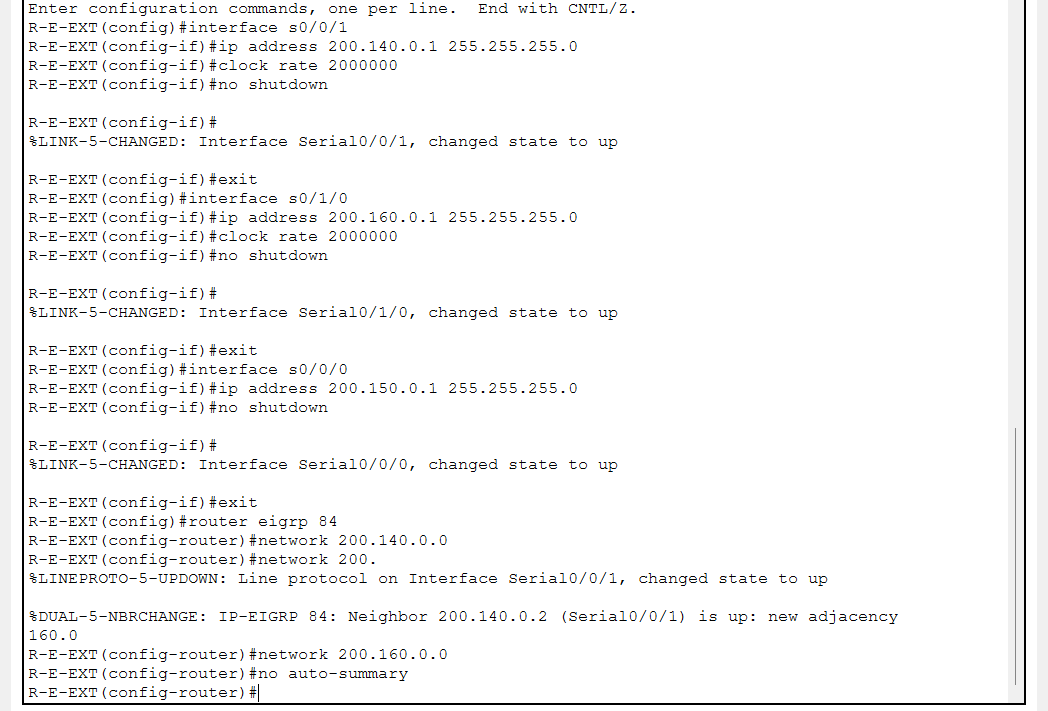 Enter configuration commands, one per line.  End with CNTL/Z.
R-E-EXT(config)#interface s0/0/1
R-E-EXT(config-if)#ip address 200.140.0.1 255.255.255.0
R-E-EXT(config-if)#clock rate 2000000
R-E-EXT(config-if)#no shutdown
R-E-EXT(config-if)#
%LINK-5-CHANGED: Interface Serial0/0/1, changed state to up
R-E-EXT(config-if)#exit
R-E-EXT(config)#interface s0/1/0
R-E-EXT(config-if)#ip address 200.160.0.1 255.255.255.0
R-E-EXT(config-if)#clock rate 2000000
R-E-EXT(config-if)#no shutdown
R-E-EXT(config-if)#
%LINK-5-CHANGED: Interface Serial0/1/0, changed state to up
R-E-EXT(config-if)#exit
R-E-EXT(config)#interface s0/0/0
R-E-EXT(config-if)#ip address 200.150.0.1 255.255.255.0
R-E-EXT(config-if)#no shutdown
R-E-EXT(config-if)#
%LINK-5-CHANGED: Interface Serial0/0/0, changed state to up
R-E-EXT(config-if)#exit
R-E-EXT(config)#router eigrp 84
R-E-EXT(config-router)#network 200.140.0.0
R-E-EXT(config-router)#network 200.
%LINEPROTO-5-UPDOWN: Line protocol on Interface Serial0/0/1, changed state to up
%DUAL-5-NBRCHANGE: IP-EIGRP 84: Neighbor 200.140.0.2 (Serial0/0/1) is up: new adjacency
160.0
R-E-EXT(config-router)#network 200.160.0.0
R-E-EXT(config-router)#no auto-summary
R-E-EXT(config-router)#